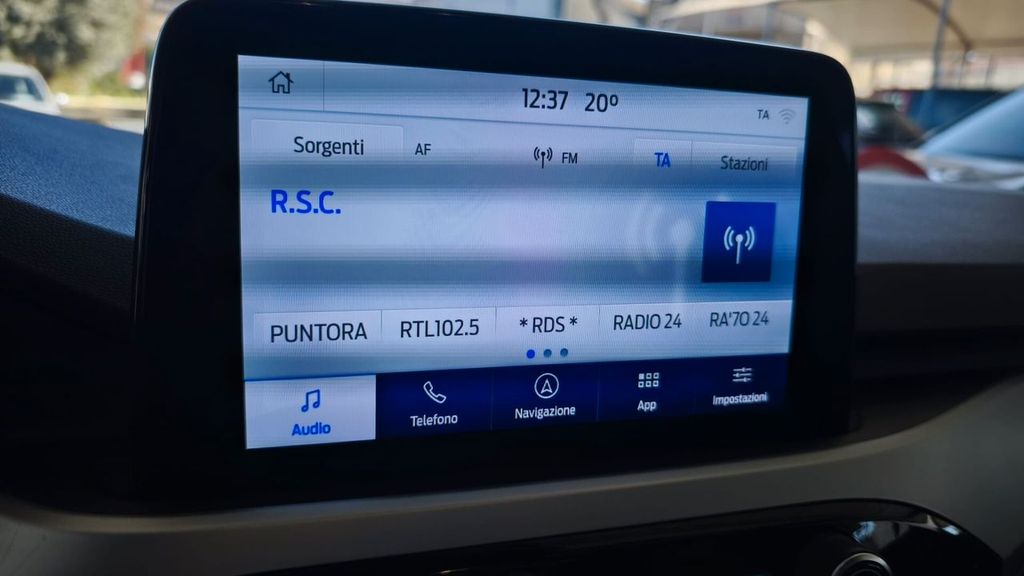 12:37 20°
TA
Sorgenti AF FM TA Stazioni
R.S.C.
PUNTORA RTL102.5 *RDS* RADIO 24 RA'70 24
Audio Telefono Navigazione App Impostazioni